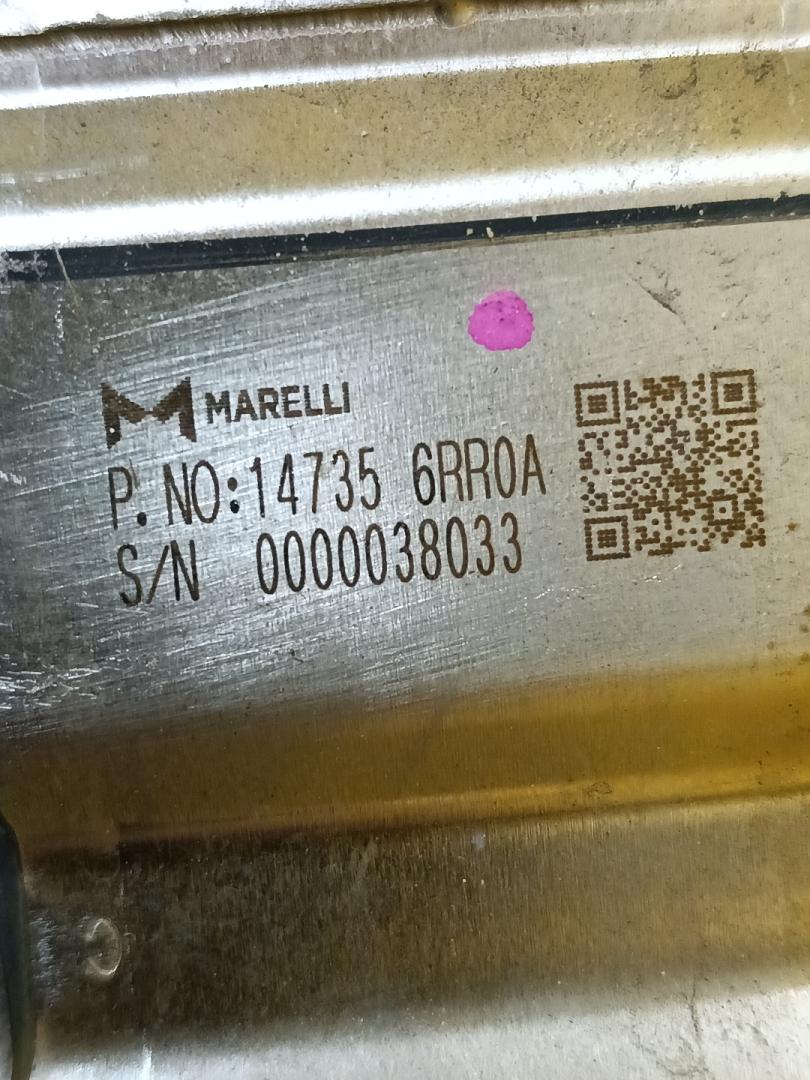 MARELLI
P. NO:14735 6RR0A
S/N 0000038033